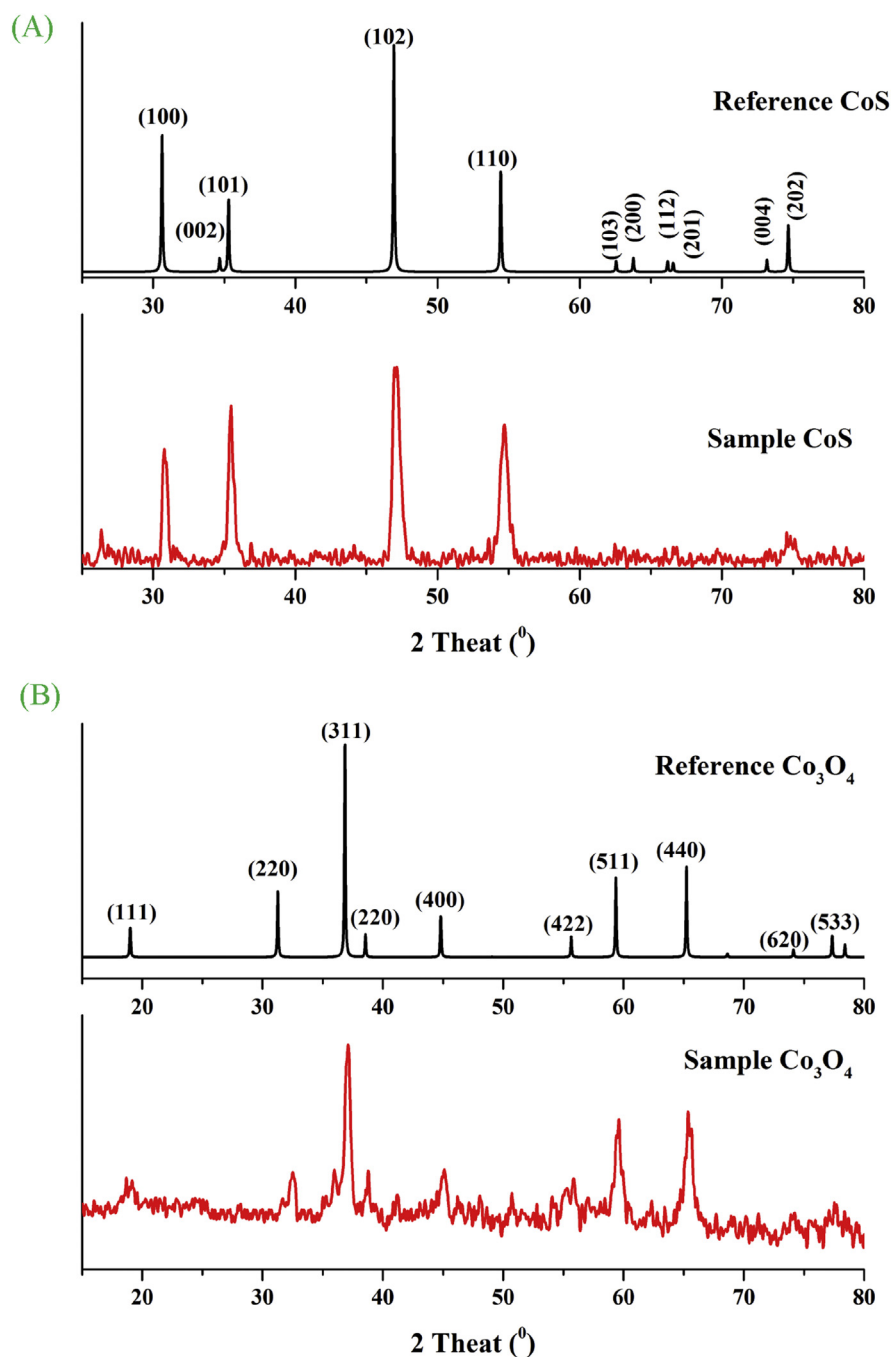 (A)
(102)
Reference CoS
(100)
(110)
(101)
(002)
(103)
(200)
(112)
(201)
(004)
(202)
30 40 50 60 70 80
Sample CoS
30 40 50 60 70 80
2 Theat (⁰)
(B)
(311)
Reference Co₃O₄
(220)
(511)
(440)
(111)
(220)
(400)
(422)
(620)
(533)
20 30 40 50 60 70 80
Sample Co₃O₄
20 30 40 50 60 70 80
2 Theat (⁰)